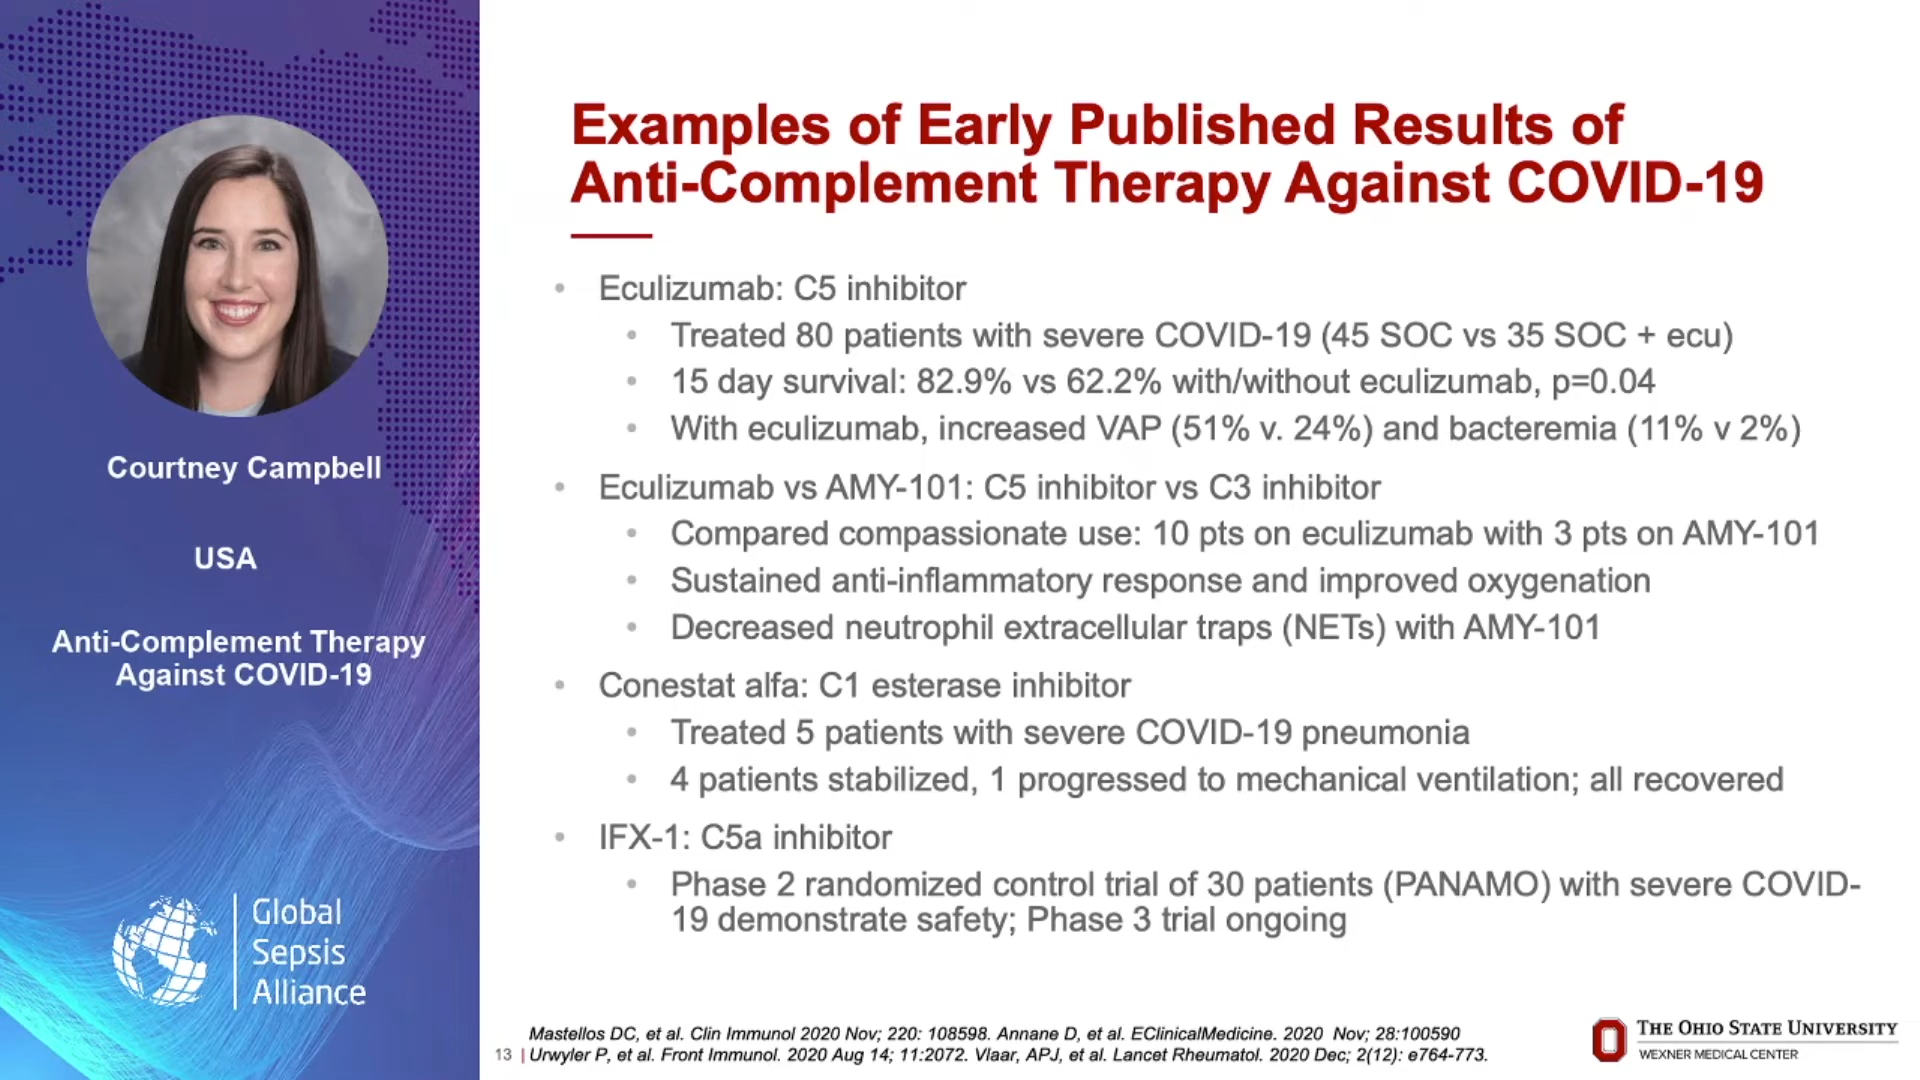 Courtney Campbell
USA
Anti-Complement Therapy
Against COVID-19
Global
Sepsis
Alliance
Examples of Early Published Results of
Anti-Complement Therapy Against COVID-19
• Eculizumab: C5 inhibitor
• Treated 80 patients with severe COVID-19 (45 SOC vs 35 SOC + ecu)
• 15 day survival: 82.9% vs 62.2% with/without eculizumab, p=0.04
• With eculizumab, increased VAP (51% v. 24%) and bacteremia (11% v 2%)
• Eculizumab vs AMY-101: C5 inhibitor vs C3 inhibitor
• Compared compassionate use: 10 pts on eculizumab with 3 pts on AMY-101
• Sustained anti-inflammatory response and improved oxygenation
• Decreased neutrophil extracellular traps (NETs) with AMY-101
• Conestat alfa: C1 esterase inhibitor
• Treated 5 patients with severe COVID-19 pneumonia
• 4 patients stabilized, 1 progressed to mechanical ventilation; all recovered
• IFX-1: C5a inhibitor
• Phase 2 randomized control trial of 30 patients (PANAMO) with severe COVID-
19 demonstrate safety; Phase 3 trial ongoing
Mastellos DC, et al. Clin Immunol 2020 Nov; 220: 108598. Annane D, et al. EClinicalMedicine. 2020 Nov; 28:100590
13 | Urwyler P, et al. Front Immunol. 2020 Aug 14; 11:2072. Vlaar, APJ, et al. Lancet Rheumatol. 2020 Dec; 2(12): e764-773.
THE OHIO STATE UNIVERSITY
WEXNER MEDICAL CENTER